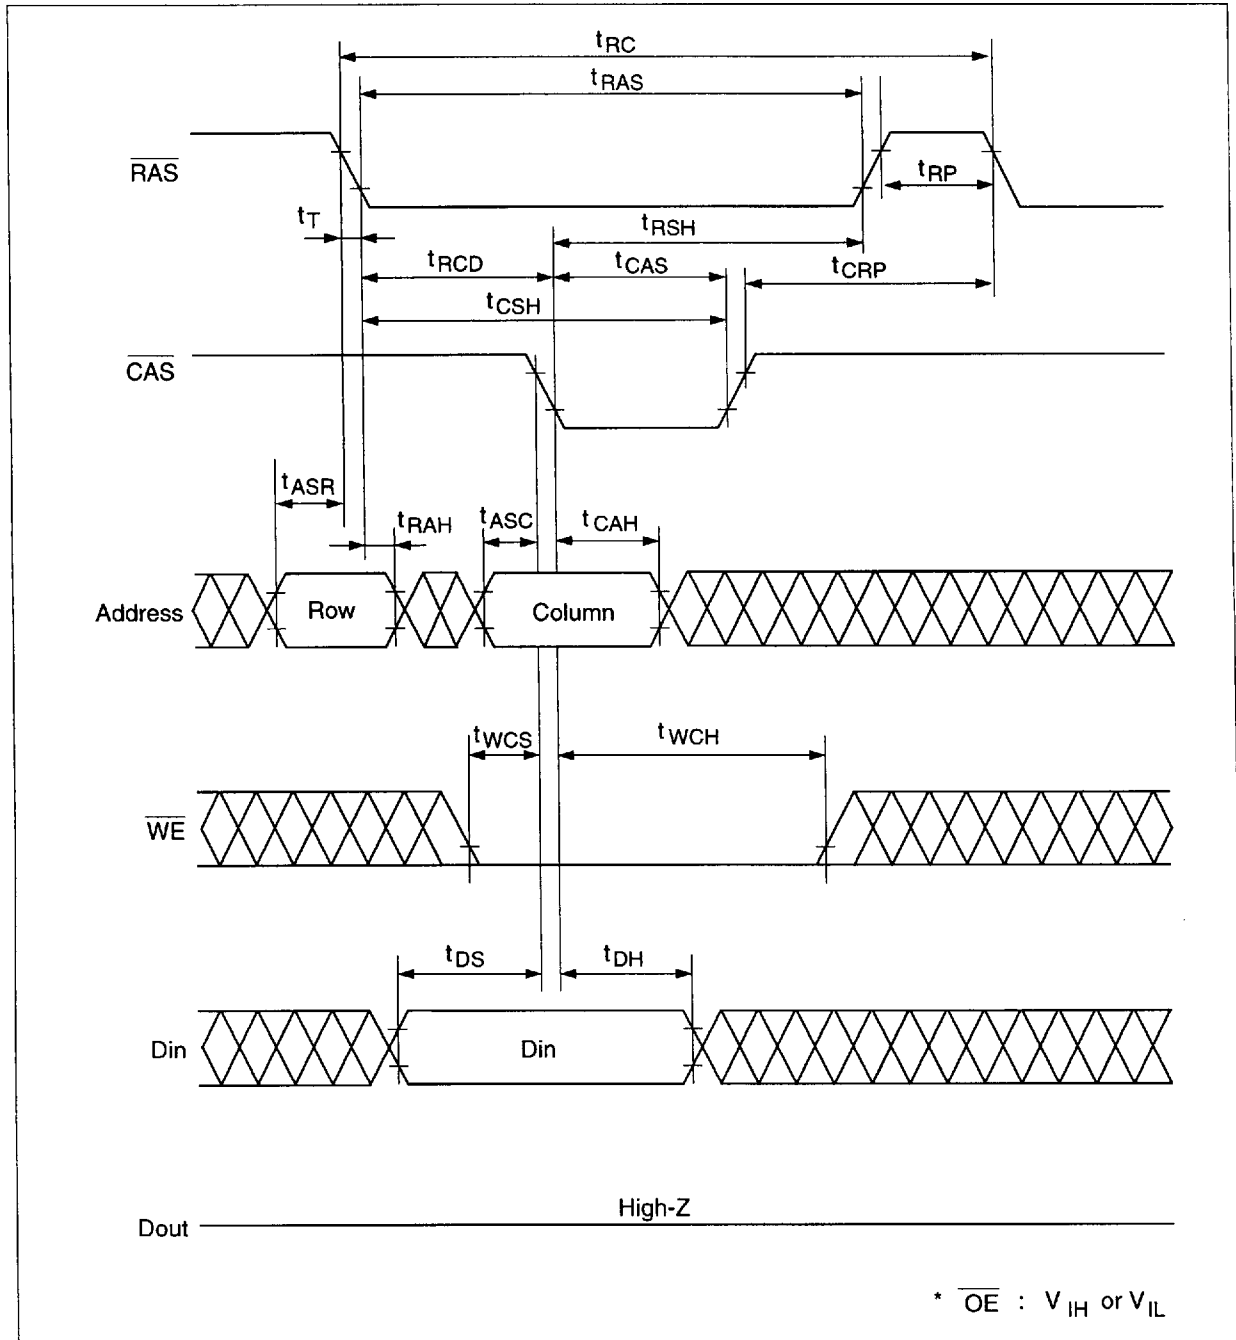 tRC
tRAS
RAS
tRP
tT
tRSH
tRCD
tCAS
tCRP
tCSH
CAS
tASR
tRAH
tASC
tCAH
Address
Row
Column
tWCS
tWCH
WE
tDS
tDH
Din
Din
High-Z
Dout
* OE : VIH or VIL